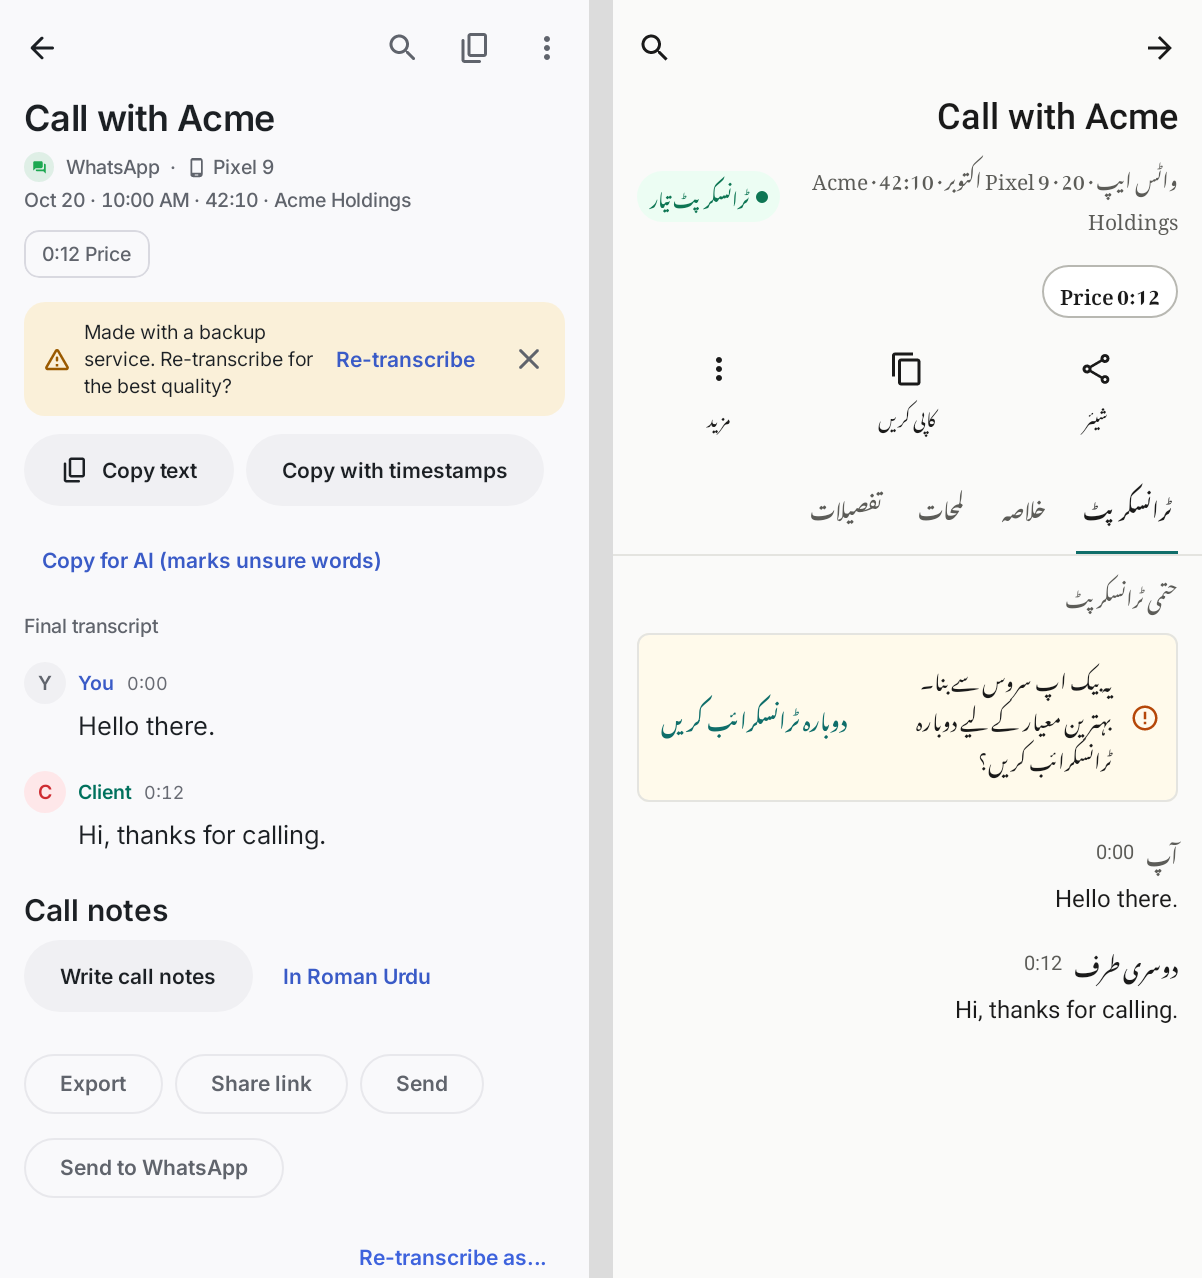 Call with Acme
WhatsApp · Pixel 9
Oct 20 · 10:00 AM · 42:10 · Acme Holdings
0:12 Price
Made with a backup
service. Re-transcribe for
the best quality?
Re-transcribe
Copy text
Copy with timestamps
Copy for AI (marks unsure words)
Final transcript
Y
You 0:00
Hello there.
C
Client 0:12
Hi, thanks for calling.
Call notes
Write call notes
In Roman Urdu
Export
Share link
Send
Send to WhatsApp
Re-transcribe as...
Call with Acme
واٹس ایپ · Pixel 9 · 20 اکتوبر · 42:10 · Acme
Holdings
ٹرانسکرپٹ تیار
Price 0:12
شیئر
کاپی کریں
مزید
ٹرانسکرپٹ
خلاصہ
لمحات
تفصیلات
حتمی ٹرانسکرپٹ
یہ بیک اپ سروس سے بنا۔
بہترین معیار کے لیے دوبارہ
ٹرانسکرائب کریں؟
دوبارہ ٹرانسکرائب کریں
آپ 0:00
Hello there.
دوسری طرف 0:12
Hi, thanks for calling.